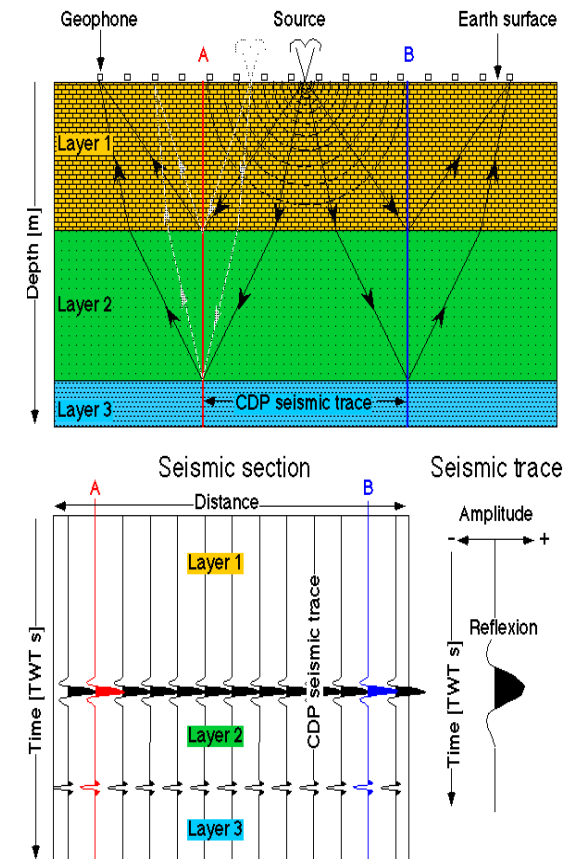 Geophone
Source
Earth surface
A
B
Layer 1
Depth [m]
Layer 2
CDP seismic trace
Layer 3
Seismic section
Seismic trace
A
B
Distance
Amplitude
- +
Layer 1
Reflexion
CDP seismic trace
Time [TWT s]
Time [TWT s]
Layer 2
Layer 3